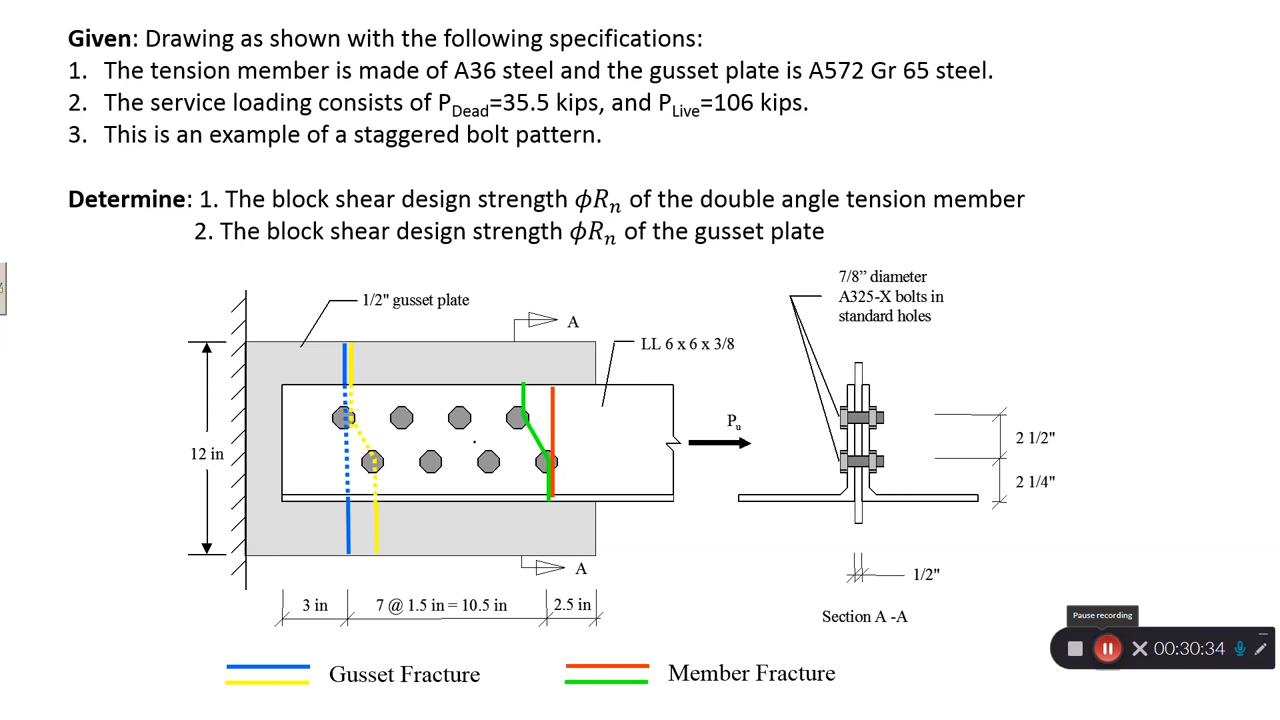 Given: Drawing as shown with the following specifications:
1. The tension member is made of A36 steel and the gusset plate is A572 Gr 65 steel.
2. The service loading consists of P_Dead=35.5 kips, and P_Live=106 kips.
3. This is an example of a staggered bolt pattern.
Determine: 1. The block shear design strength ϕR_n of the double angle tension member
2. The block shear design strength ϕR_n of the gusset plate
7/8” diameter
A325-X bolts in
standard holes
1/2" gusset plate
A
LL 6 x 6 x 3/8
P_u
12 in
2 1/2"
2 1/4"
A
1/2"
3 in
7 @ 1.5 in = 10.5 in
2.5 in
Section A -A
Pause recording
00:30:34
Gusset Fracture
Member Fracture